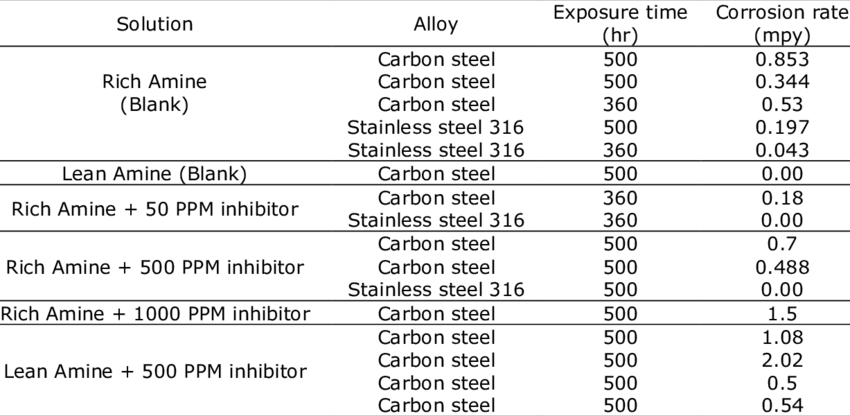 Solution Alloy Exposure time (hr) Corrosion rate (mpy)
Rich Amine (Blank) Carbon steel 500 0.853
Carbon steel 500 0.344
Carbon steel 360 0.53
Stainless steel 316 500 0.197
Stainless steel 316 360 0.043
Lean Amine (Blank) Carbon steel 500 0.00
Rich Amine + 50 PPM inhibitor Carbon steel 360 0.18
Stainless steel 316 360 0.00
Rich Amine + 500 PPM inhibitor Carbon steel 500 0.7
Carbon steel 500 0.488
Stainless steel 316 500 0.00
Rich Amine + 1000 PPM inhibitor Carbon steel 500 1.5
Lean Amine + 500 PPM inhibitor Carbon steel 500 1.08
Carbon steel 500 2.02
Carbon steel 500 0.5
Carbon steel 500 0.54